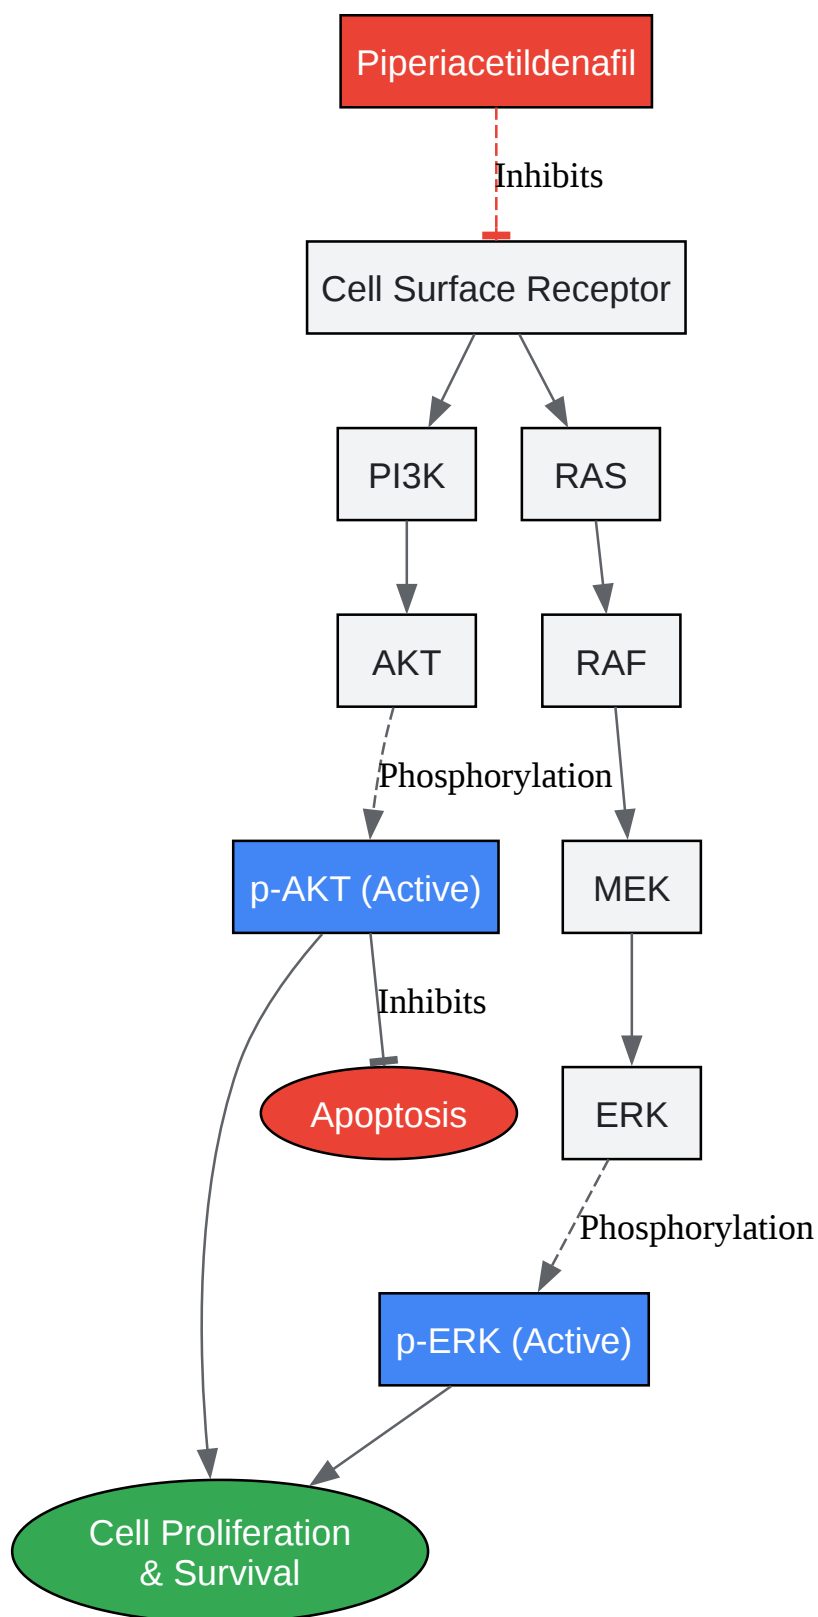 Piperiacetildenafil
Inhibits
Cell Surface Receptor
PI3K
RAS
AKT
RAF
Phosphorylation
p-AKT (Active)
MEK
Inhibits
Apoptosis
ERK
Phosphorylation
p-ERK (Active)
Cell Proliferation
& Survival